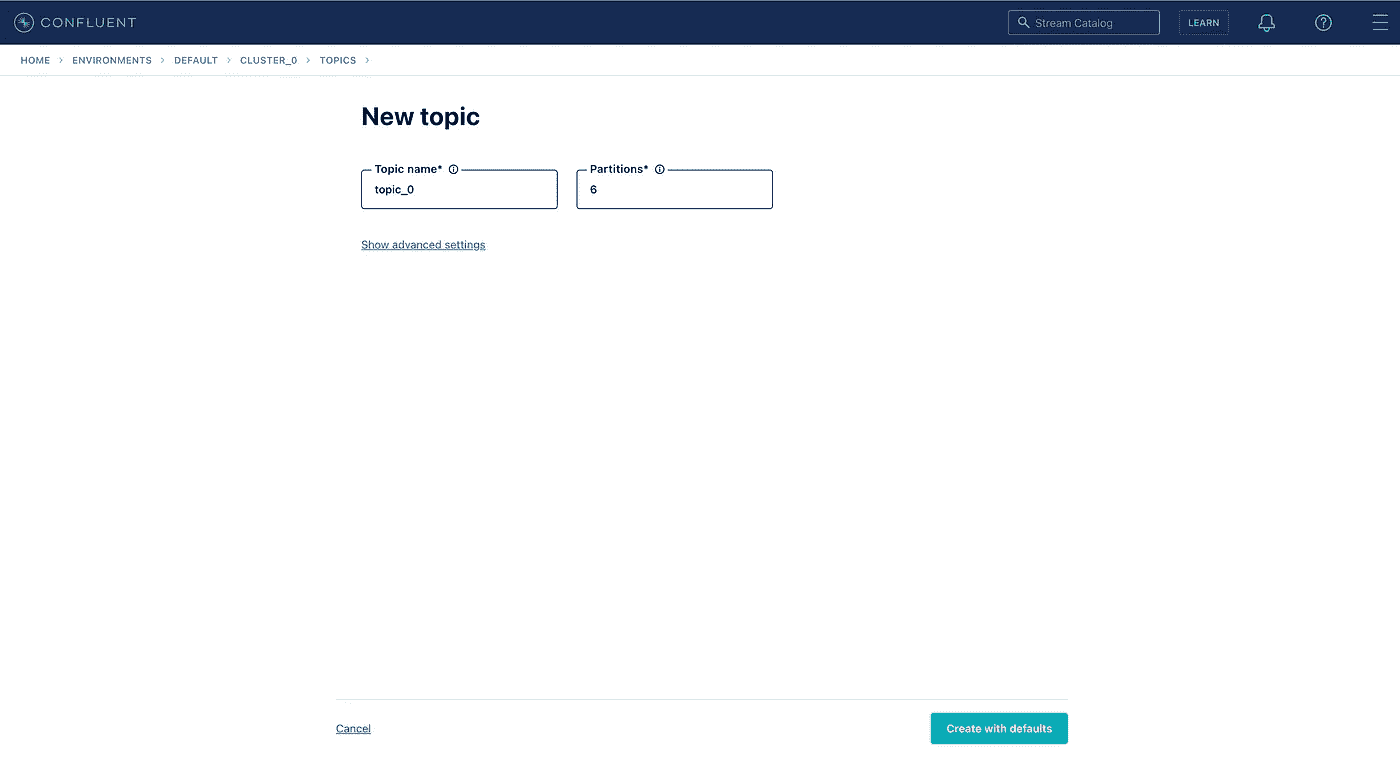 CONFLUENT
Stream Catalog
LEARN
HOME > ENVIRONMENTS > DEFAULT > CLUSTER_0 > TOPICS >
New topic
Topic name* Partitions*
topic_0 6
Show advanced settings
Cancel Create with defaults